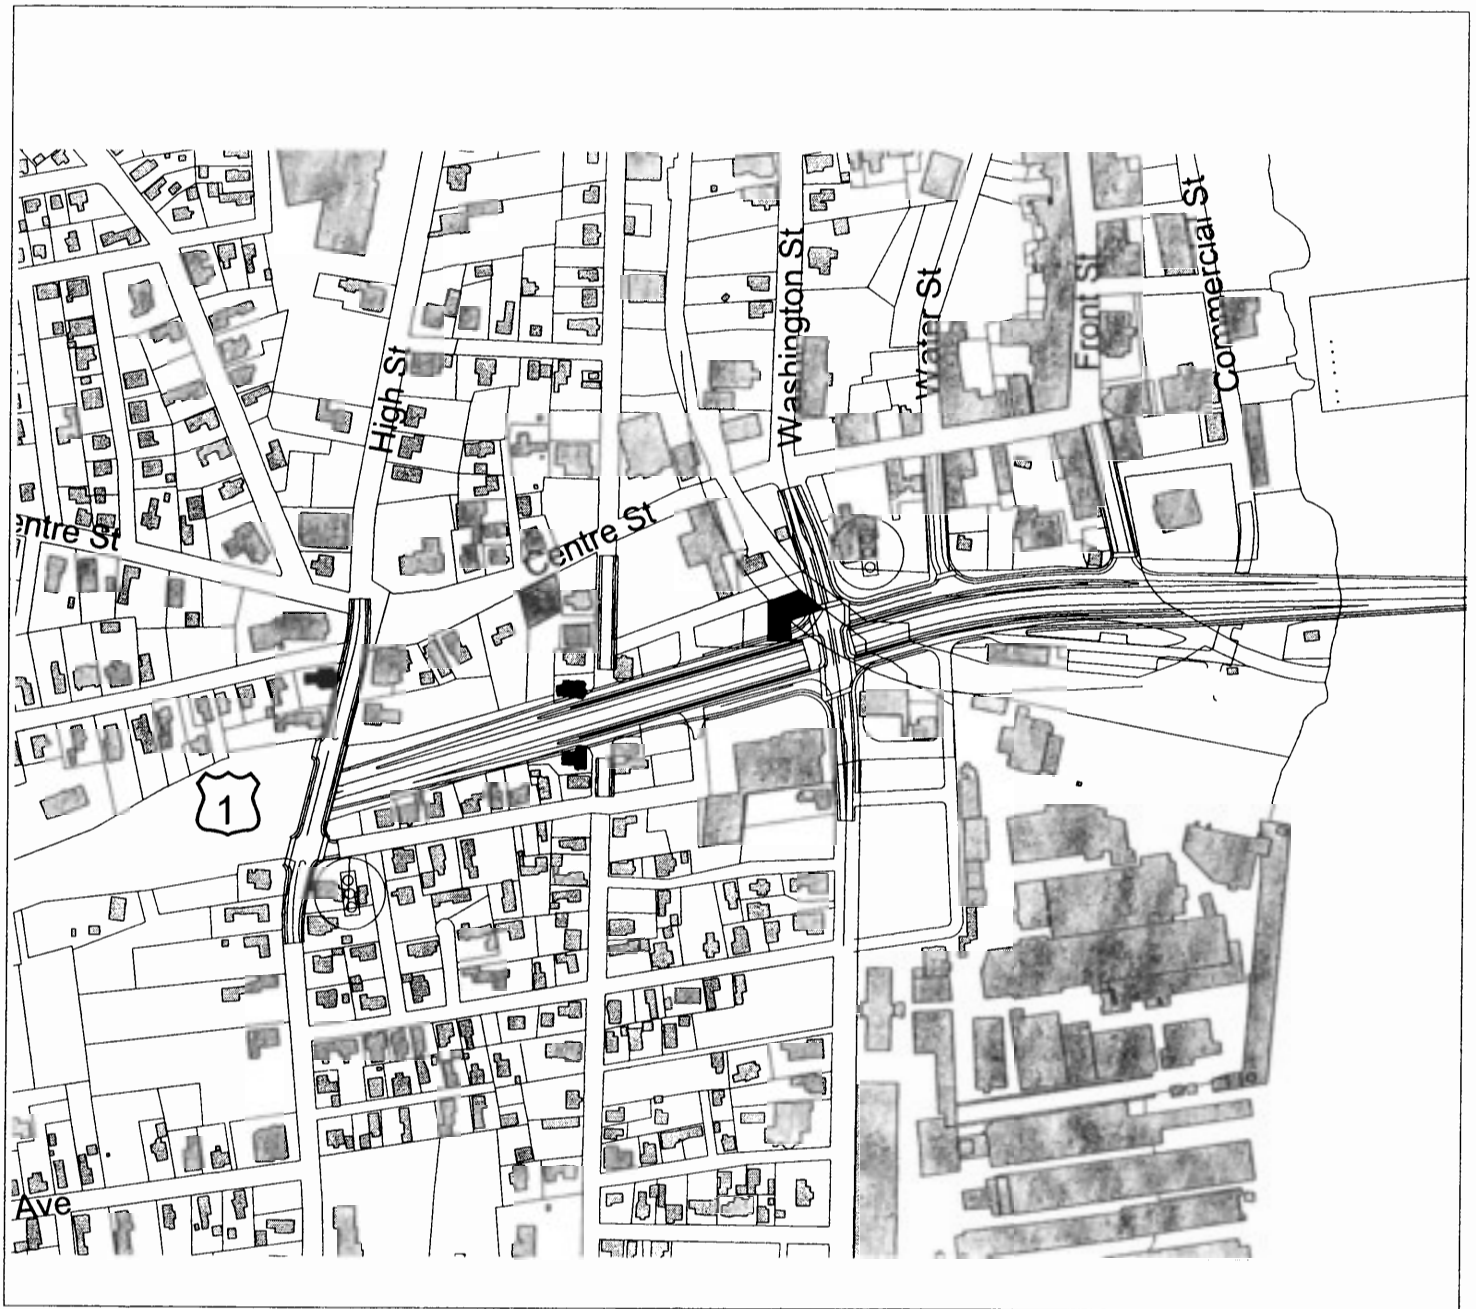 Commercial St
Washington St
Front St
Water St
High St
Centre St
entre St
1
Ave